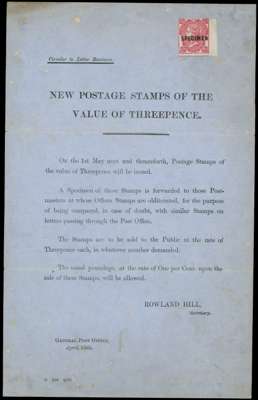 SPECIMEN
Circular to Letter Receivers.
NEW POSTAGE STAMPS OF THE
VALUE OF THREEPENCE.
On the 1st May next and thenceforth, Postage Stamps of
the value of Threepence will be issued.
A Specimen of these Stamps is forwarded to those Post-
masters at whose Offices Stamps are obliterated, for the purpose
of being compared, in case of doubt, with similar Stamps on
letters passing through the Post Office.
The Stamps are to be sold to the Public at the rate of
Threepence each, in whatever number demanded.
The usual poundage, at the rate of One per Cent. upon the
sale of these Stamps, will be allowed.
ROWLAND HILL,
Secretary.
GENERAL POST OFFICE,
April,